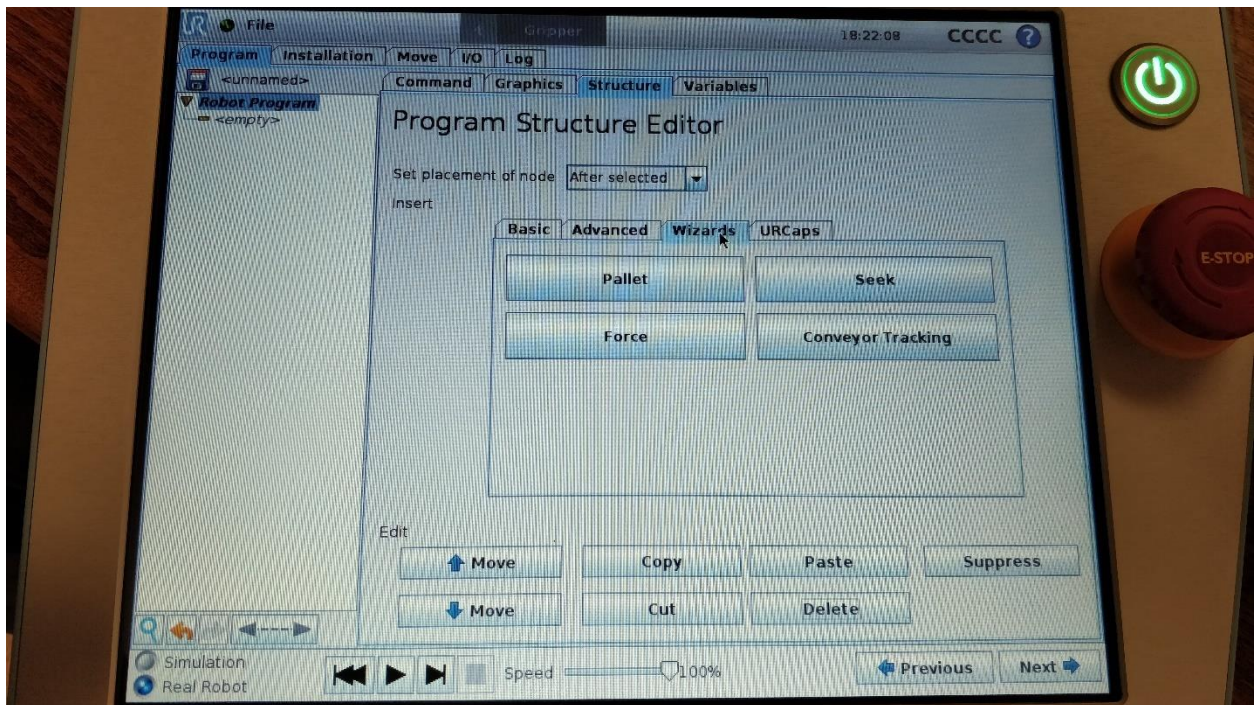 UR File Gripper 18:22:08 CCCC ?
Program Installation Move I/O Log
<unnamed> Command Graphics Structure Variables
Robot Program
<empty>
Program Structure Editor
Set placement of node After selected
Insert
Basic Advanced Wizards URCaps
Pallet Seek
Force Conveyor Tracking
E-STOP
Edit
Move Copy Paste Suppress
Move Cut Delete
Simulation
Real Robot
Speed 100% Previous Next